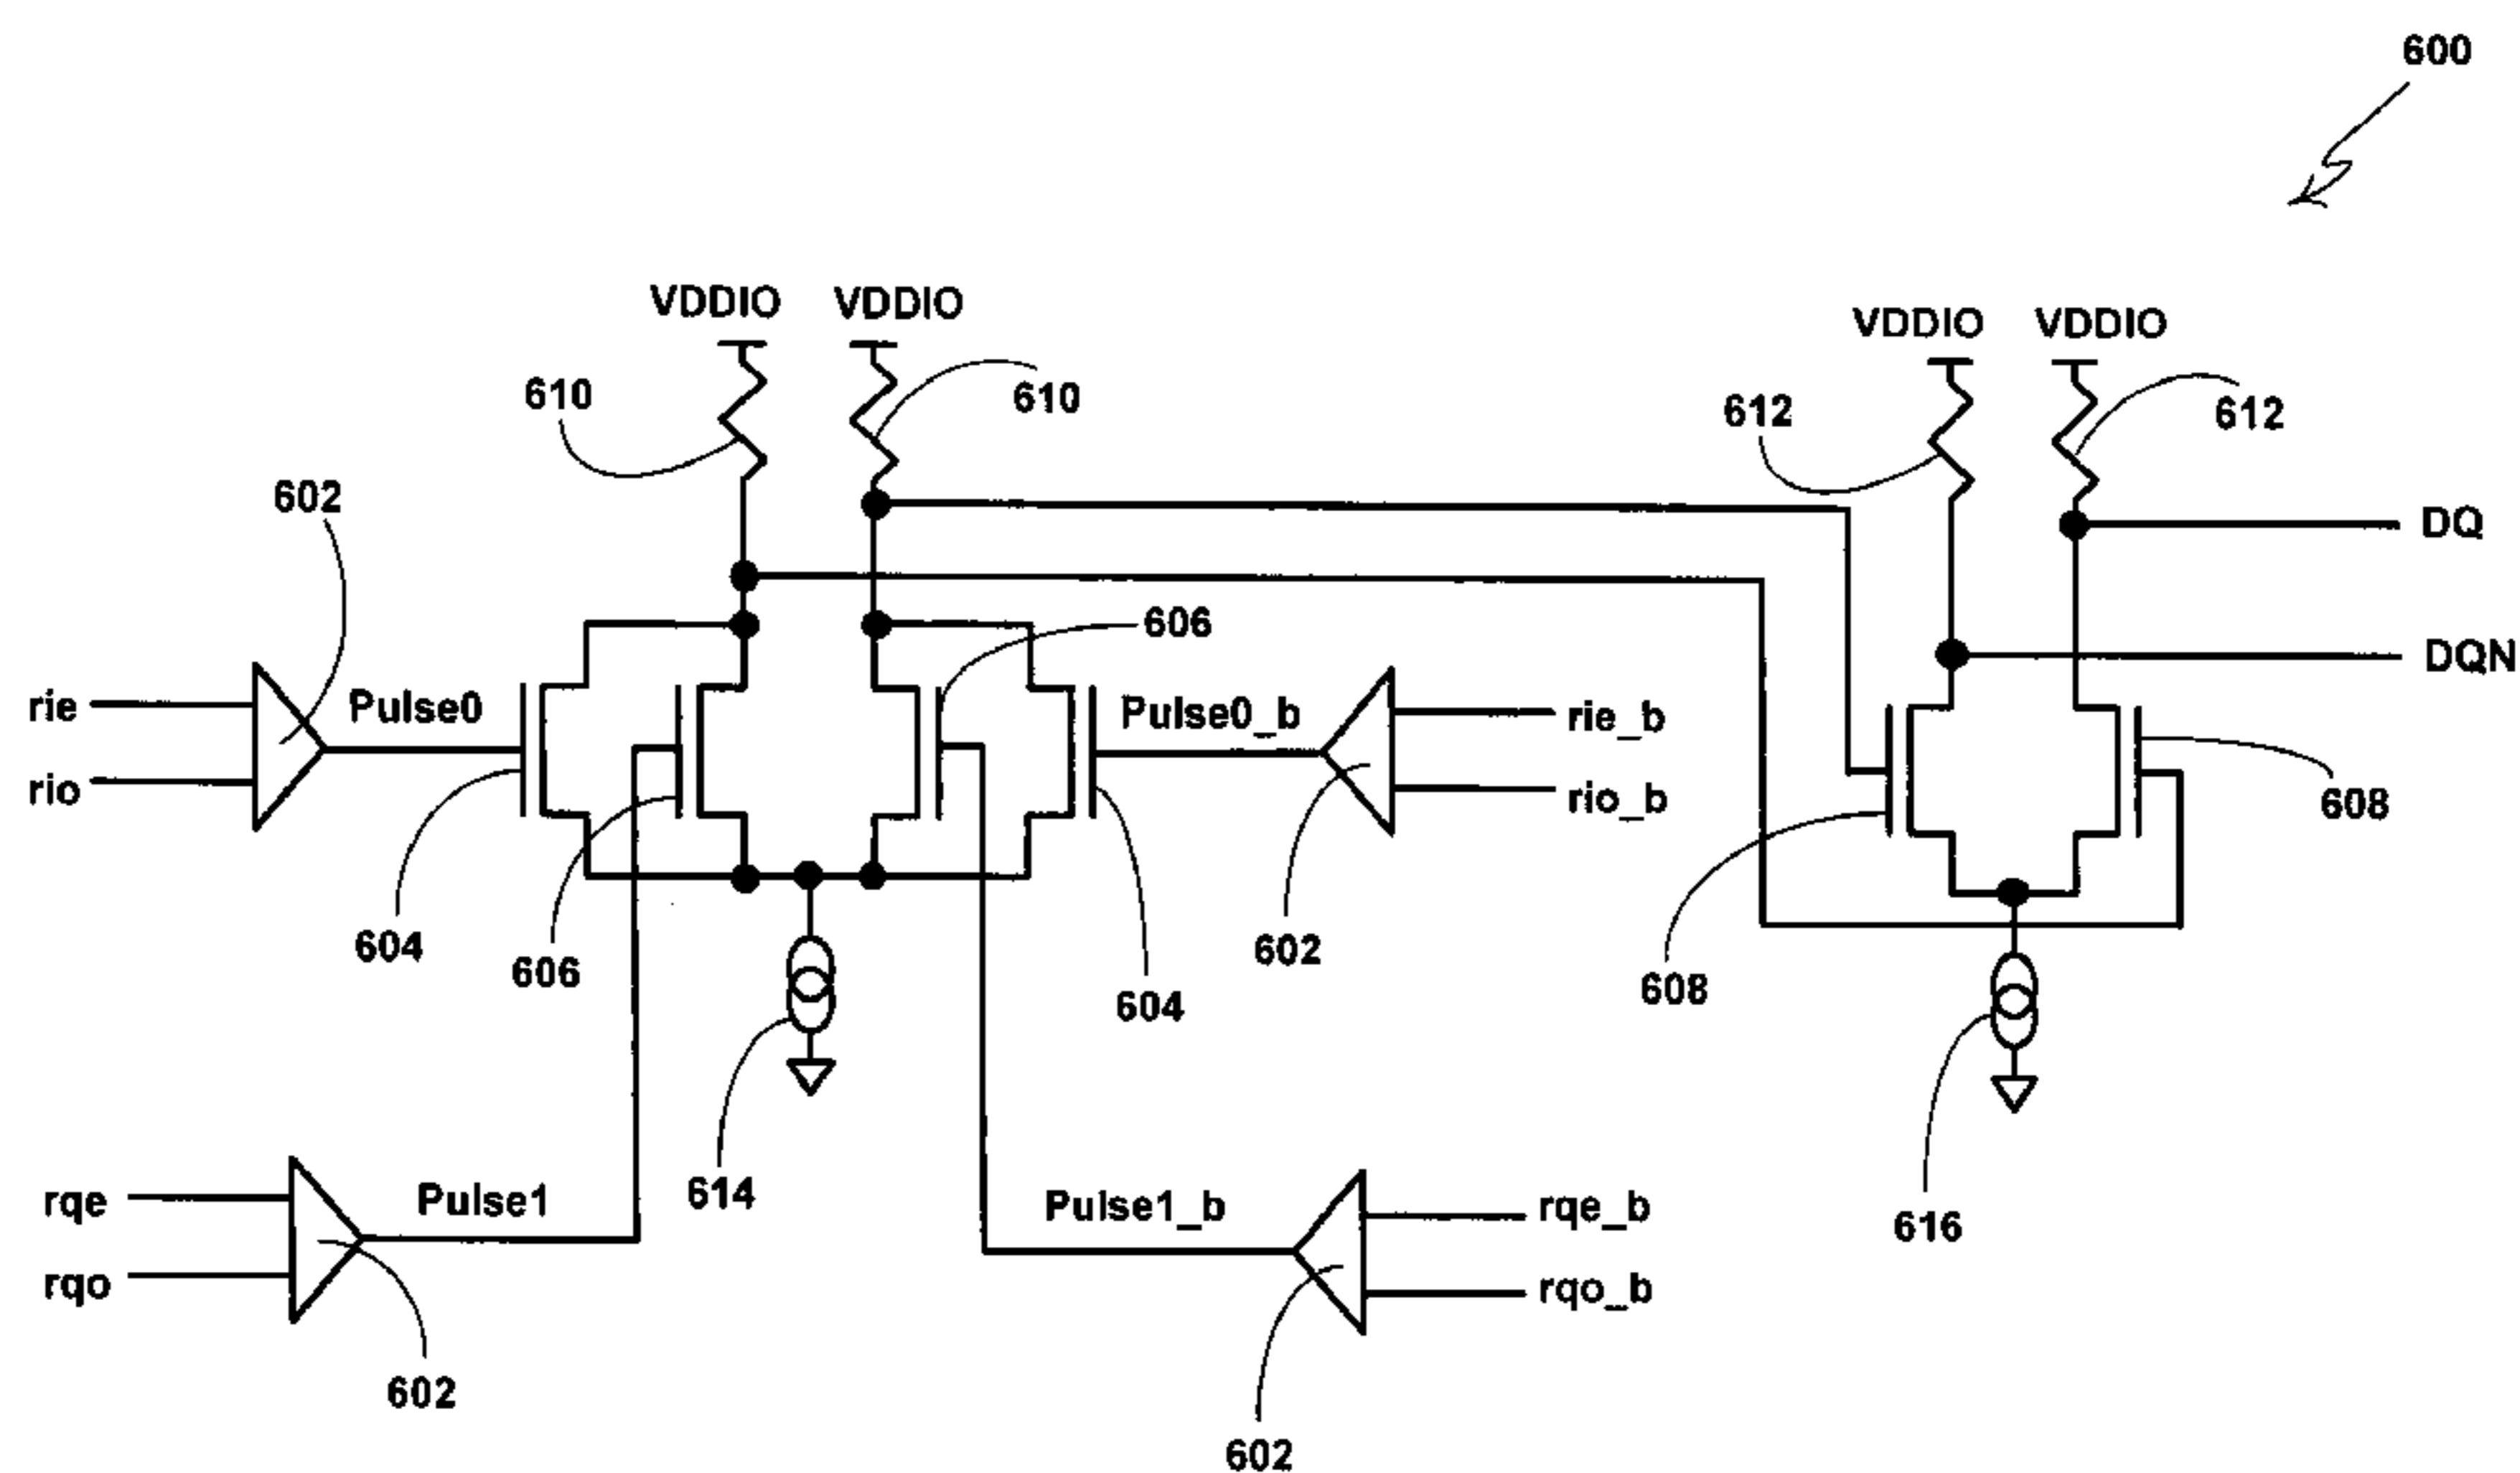 600
VDDIO VDDIO
VDDIO VDDIO
610
610
612
612
602
DQ
606
DQN
rie
Pulse0
Pulse0_b
rie_b
rio
rio_b
608
604
606
602
604
608
614
616
rqe
Pulse1
Pulse1_b
rqe_b
rqo
rqo_b
602
602